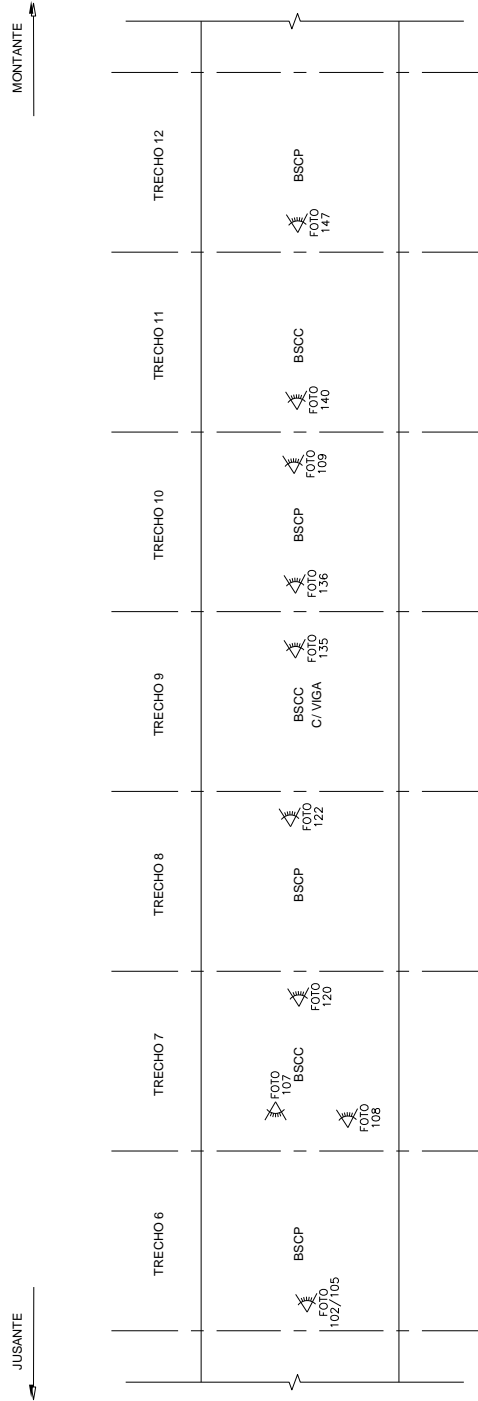 JUSANTE
MONTANTE
TRECHO 6
TRECHO 7
TRECHO 8
TRECHO 9
TRECHO 10
TRECHO 11
TRECHO 12
FOTO
102/105
BSCP
FOTO
107
FOTO
108
BSCC
FOTO
120
BSCP
FOTO
122
BSCC
C/ VIGA
FOTO
135
FOTO
136
BSCP
FOTO
109
FOTO
140
BSCC
FOTO
147
BSCP